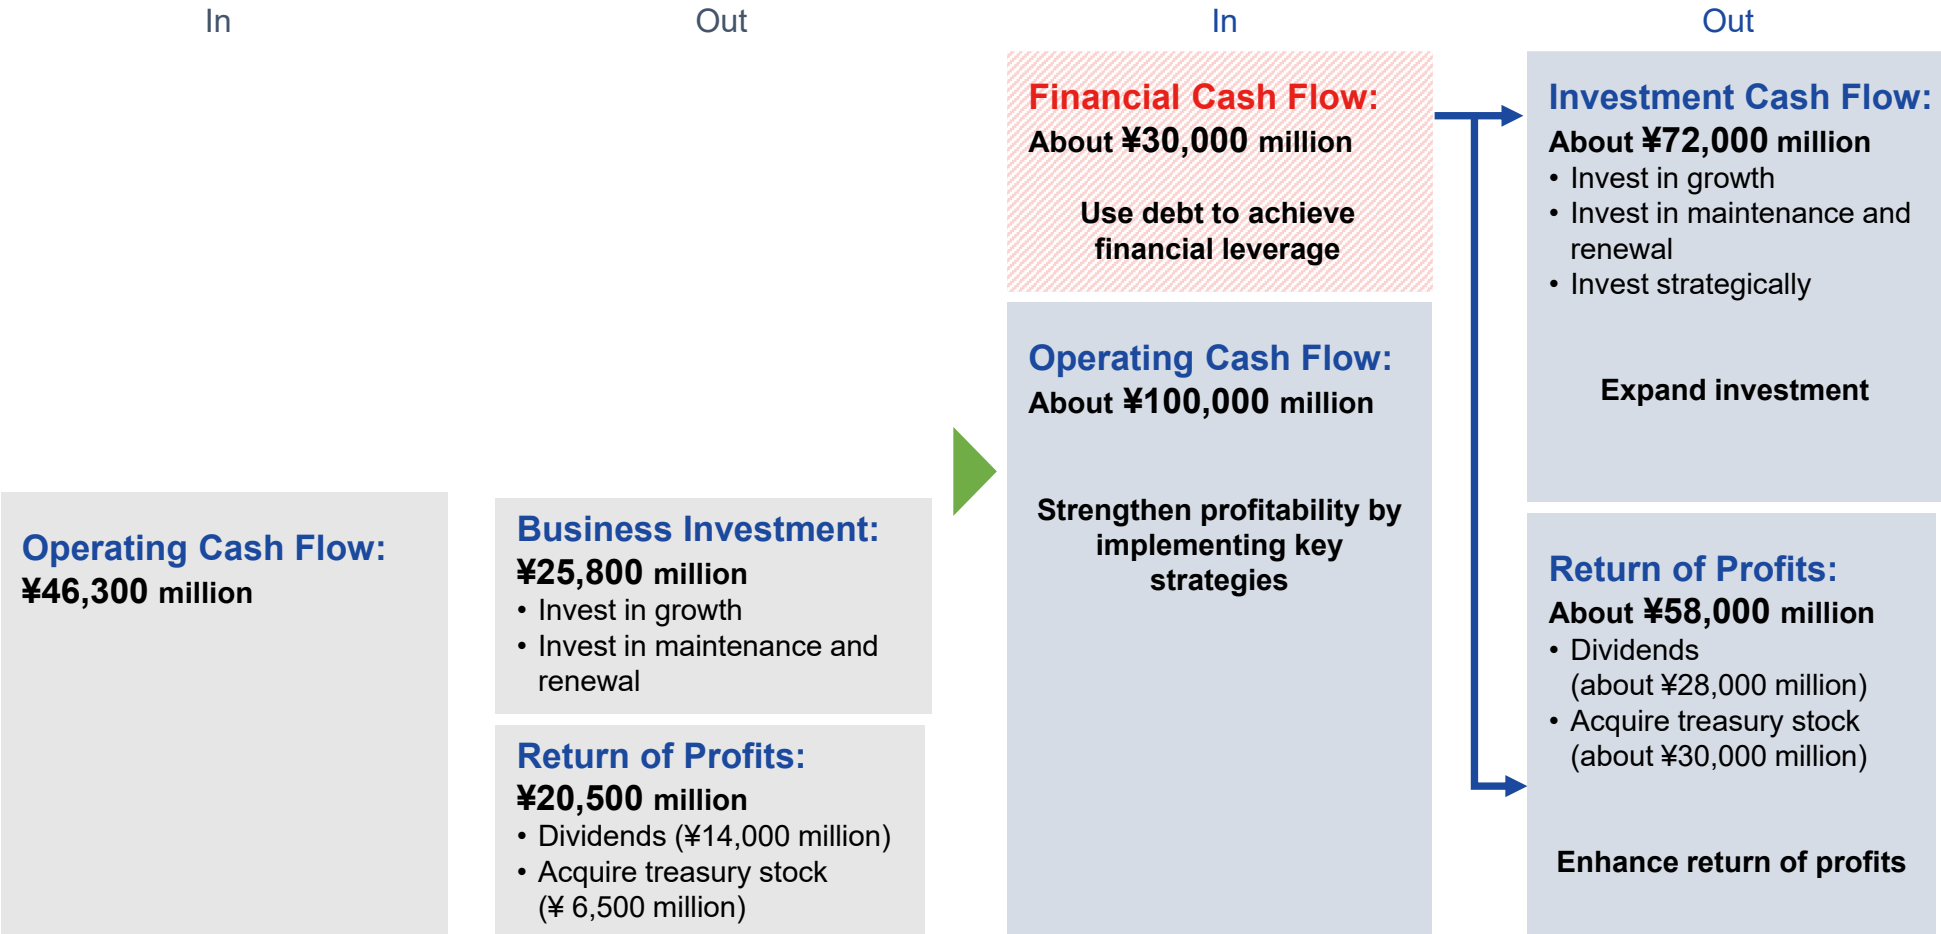 In
Out
In
Out
Operating Cash Flow:
¥46,300 million
Business Investment:
¥25,800 million
• Invest in growth
• Invest in maintenance and
renewal
Return of Profits:
¥20,500 million
• Dividends (¥14,000 million)
• Acquire treasury stock
(¥ 6,500 million)
Financial Cash Flow:
About ¥30,000 million
Use debt to achieve
financial leverage
Operating Cash Flow:
About ¥100,000 million
Strengthen profitability by
implementing key
strategies
Investment Cash Flow:
About ¥72,000 million
• Invest in growth
• Invest in maintenance and
renewal
• Invest strategically
Expand investment
Return of Profits:
About ¥58,000 million
• Dividends
(about ¥28,000 million)
• Acquire treasury stock
(about ¥30,000 million)
Enhance return of profits